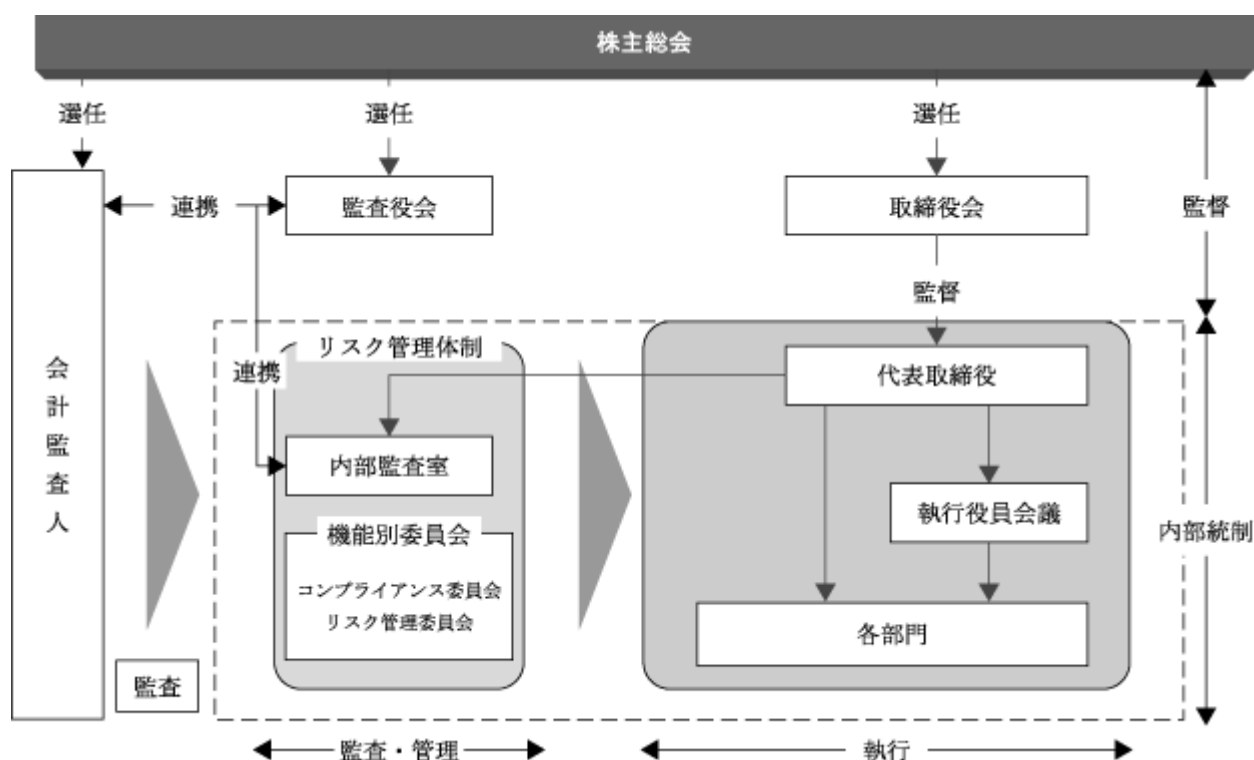 株主総会
選任
選任
選任
連携
監査役会
取締役会
監督
監督
会計監査人
リスク管理体制
連携
代表取締役
内部監査室
執行役員会議
内部統制
機能別委員会
コンプライアンス委員会
リスク管理委員会
各部門
監査
監査・管理
執行